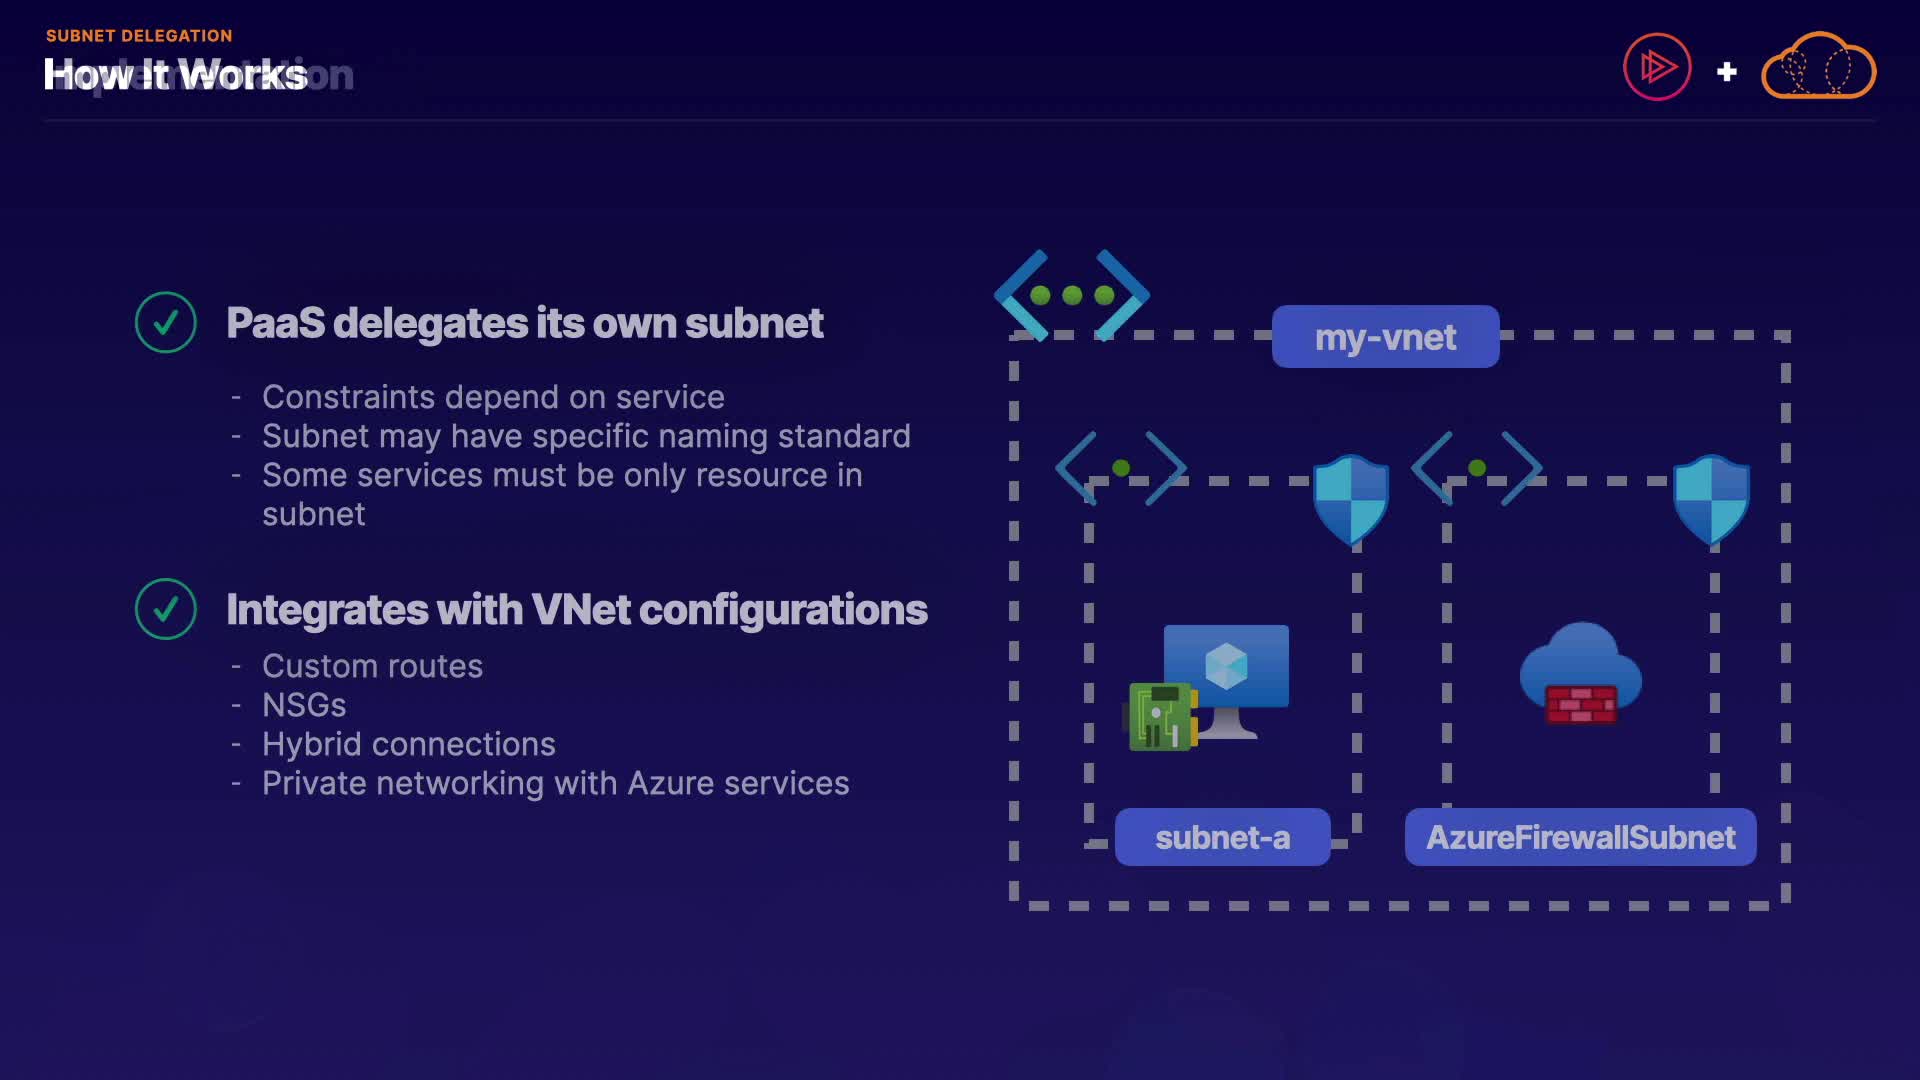 SUBNET DELEGATION
How It Works
PaaS delegates its own subnet
- Constraints depend on service
- Subnet may have specific naming standard
- Some services must be only resource in
subnet
Integrates with VNet configurations
- Custom routes
- NSGs
- Hybrid connections
- Private networking with Azure services
my-vnet
subnet-a
AzureFirewallSubnet